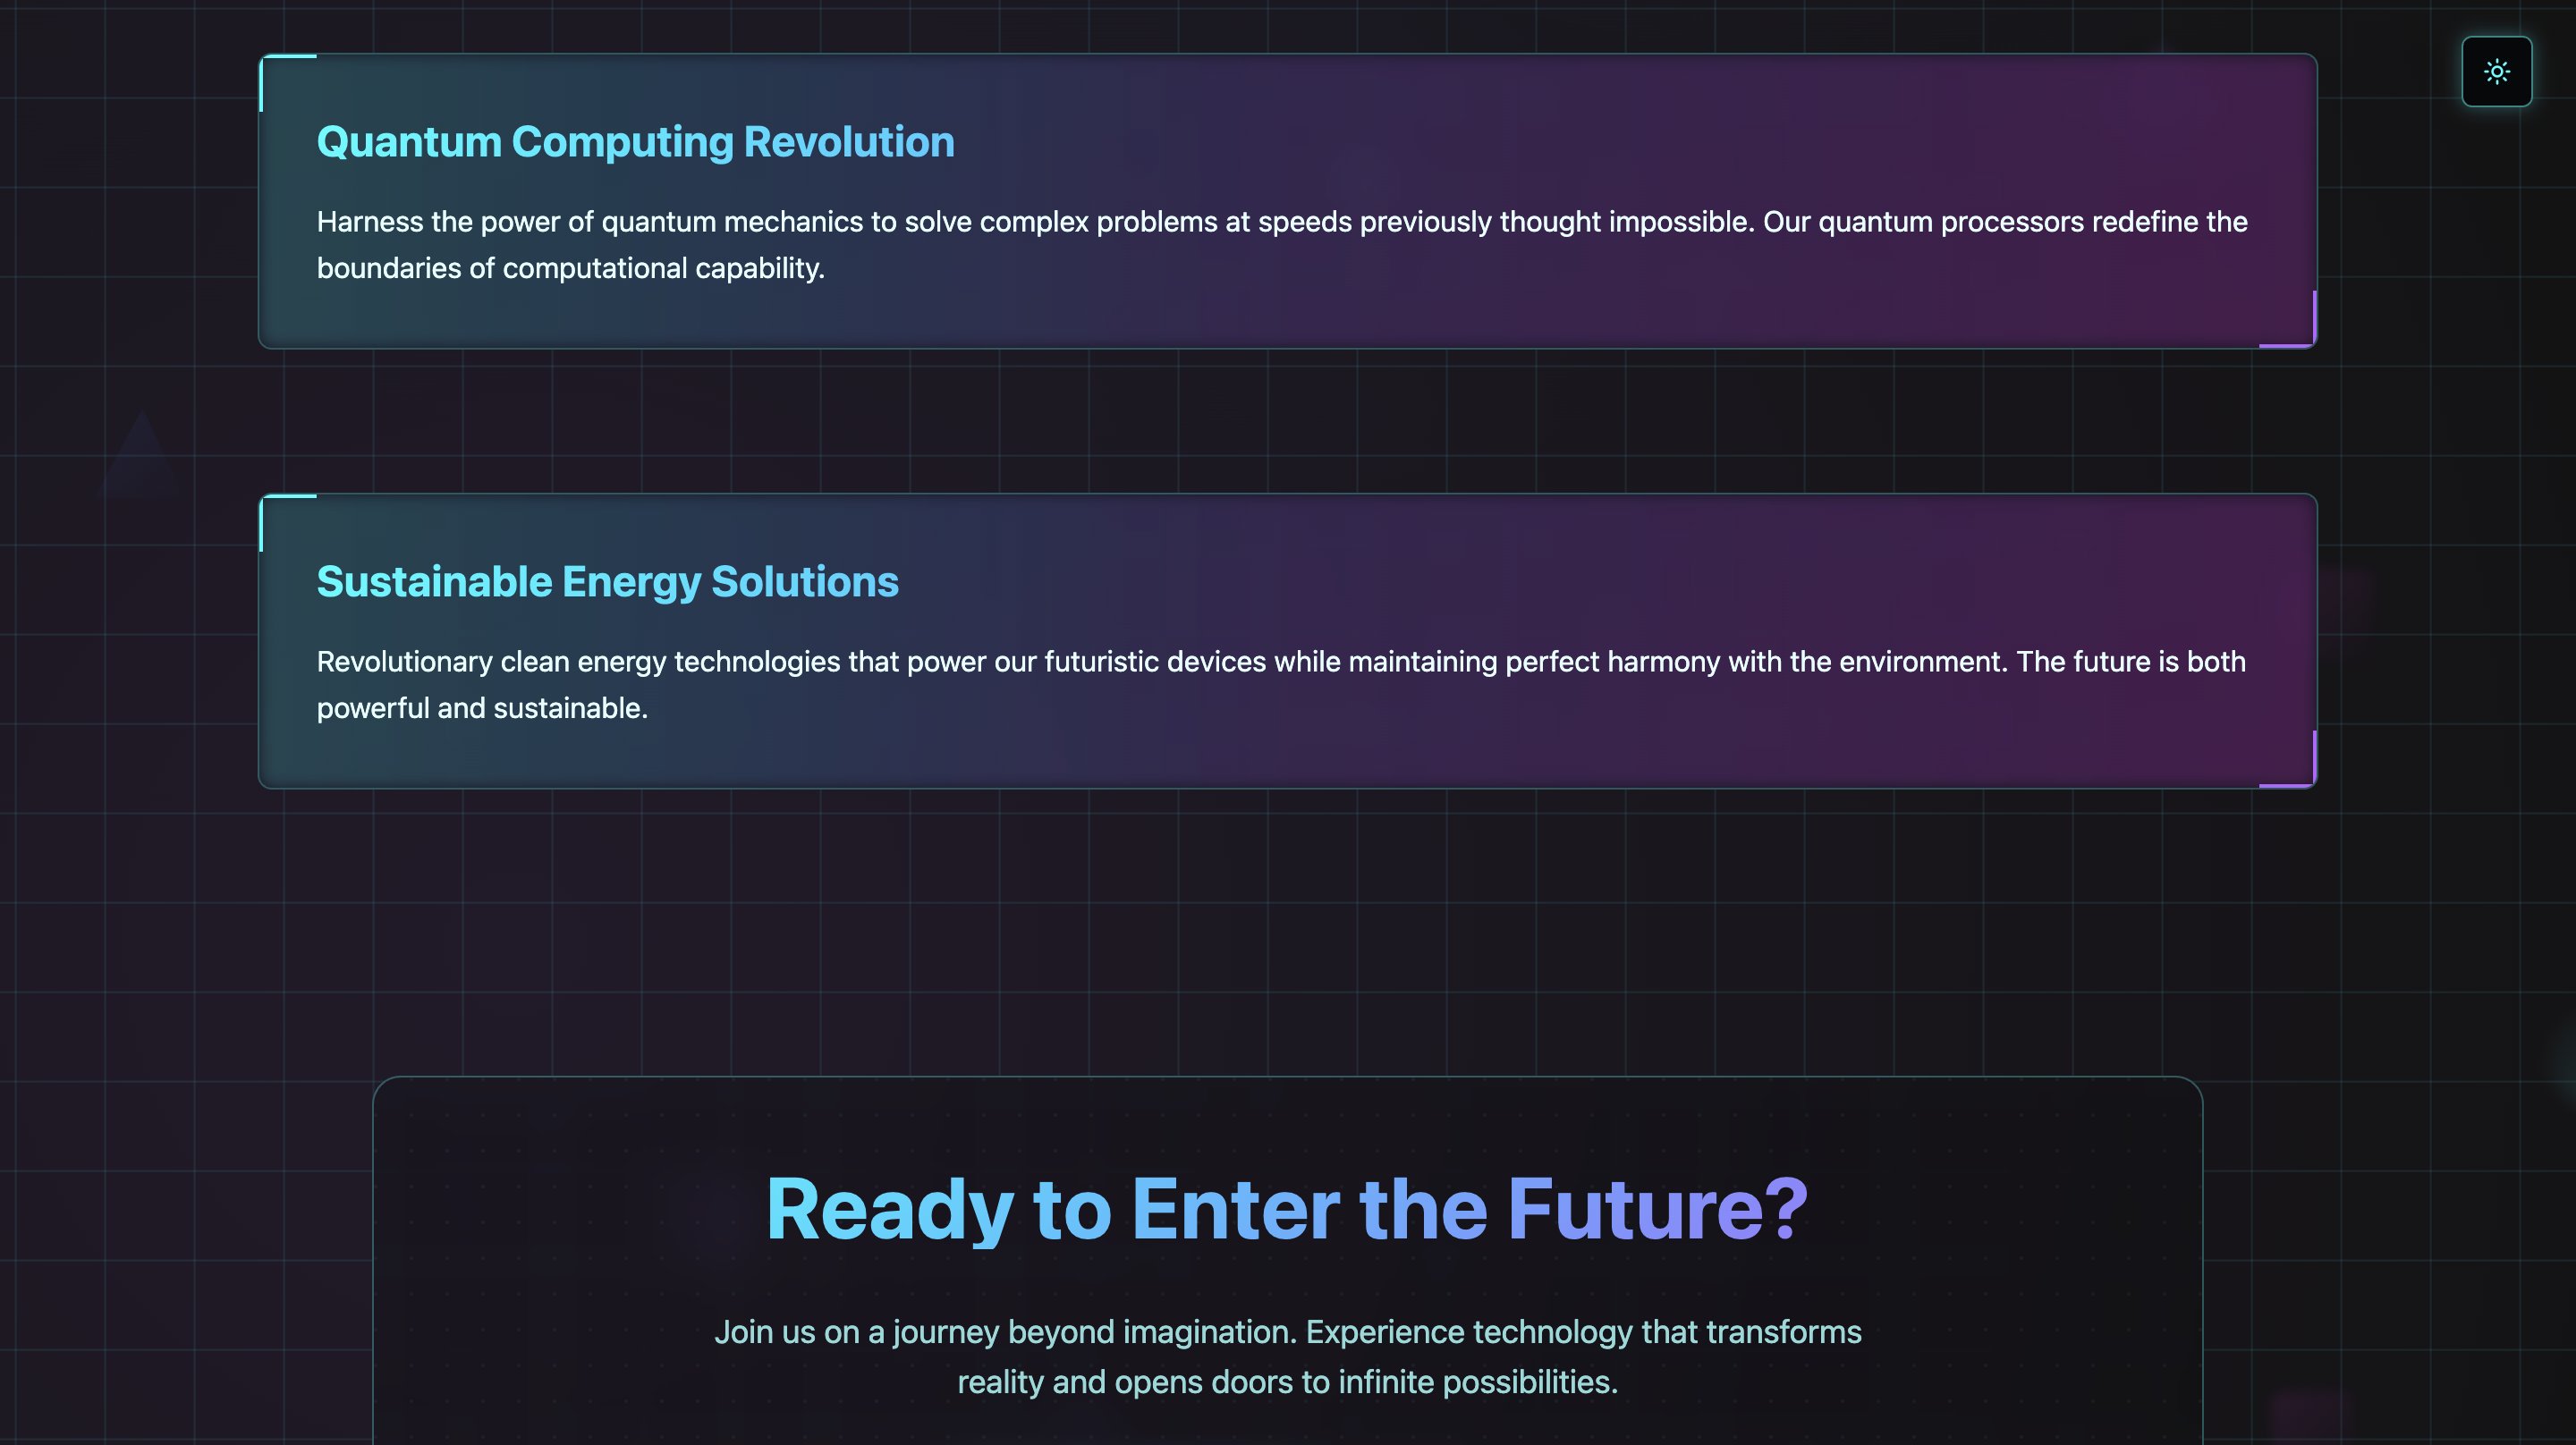 Quantum Computing Revolution
Harness the power of quantum mechanics to solve complex problems at speeds previously thought impossible. Our quantum processors redefine the
boundaries of computational capability.
Sustainable Energy Solutions
Revolutionary clean energy technologies that power our futuristic devices while maintaining perfect harmony with the environment. The future is both
powerful and sustainable.
Ready to Enter the Future?
Join us on a journey beyond imagination. Experience technology that transforms
reality and opens doors to infinite possibilities.